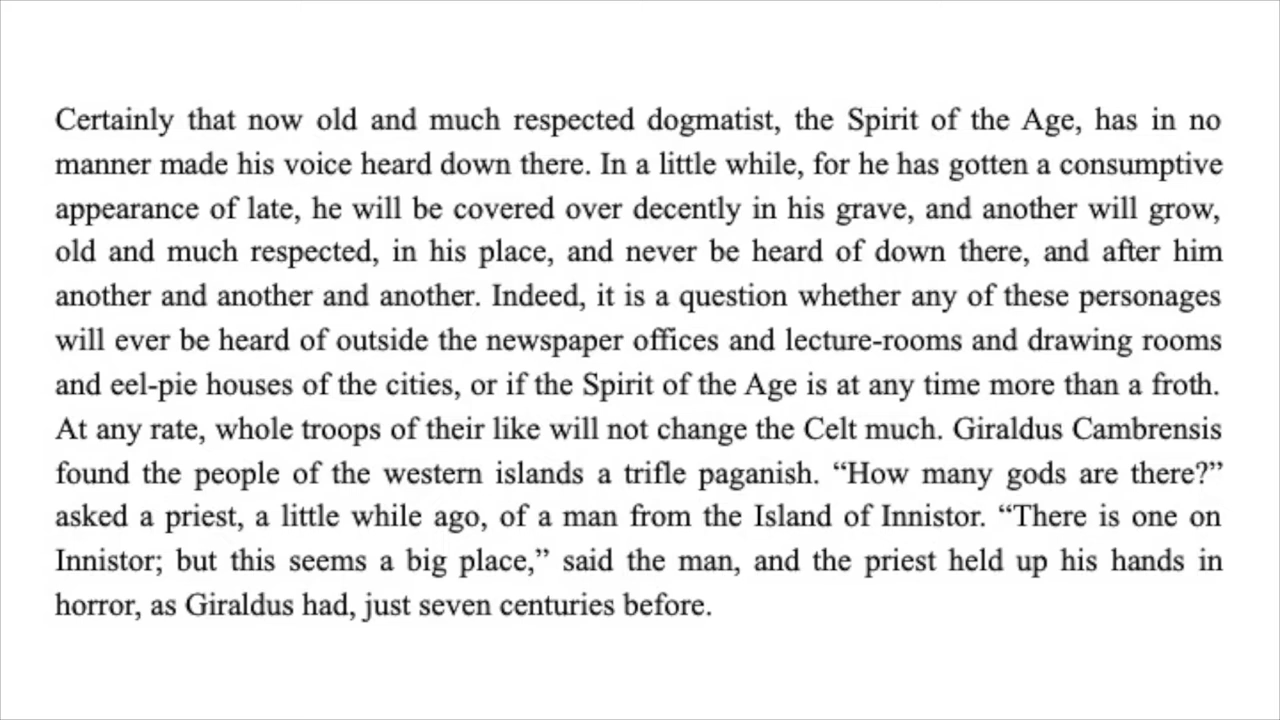 Certainly that now old and much respected dogmatist, the Spirit of the Age, has in no
manner made his voice heard down there. In a little while, for he has gotten a consumptive
appearance of late, he will be covered over decently in his grave, and another will grow,
old and much respected, in his place, and never be heard of down there, and after him
another and another and another. Indeed, it is a question whether any of these personages
will ever be heard of outside the newspaper offices and lecture-rooms and drawing rooms
and eel-pie houses of the cities, or if the Spirit of the Age is at any time more than a froth.
At any rate, whole troops of their like will not change the Celt much. Giraldus Cambrensis
found the people of the western islands a trifle paganish. “How many gods are there?”
asked a priest, a little while ago, of a man from the Island of Innistor. “There is one on
Innistor; but this seems a big place,” said the man, and the priest held up his hands in
horror, as Giraldus had, just seven centuries before.